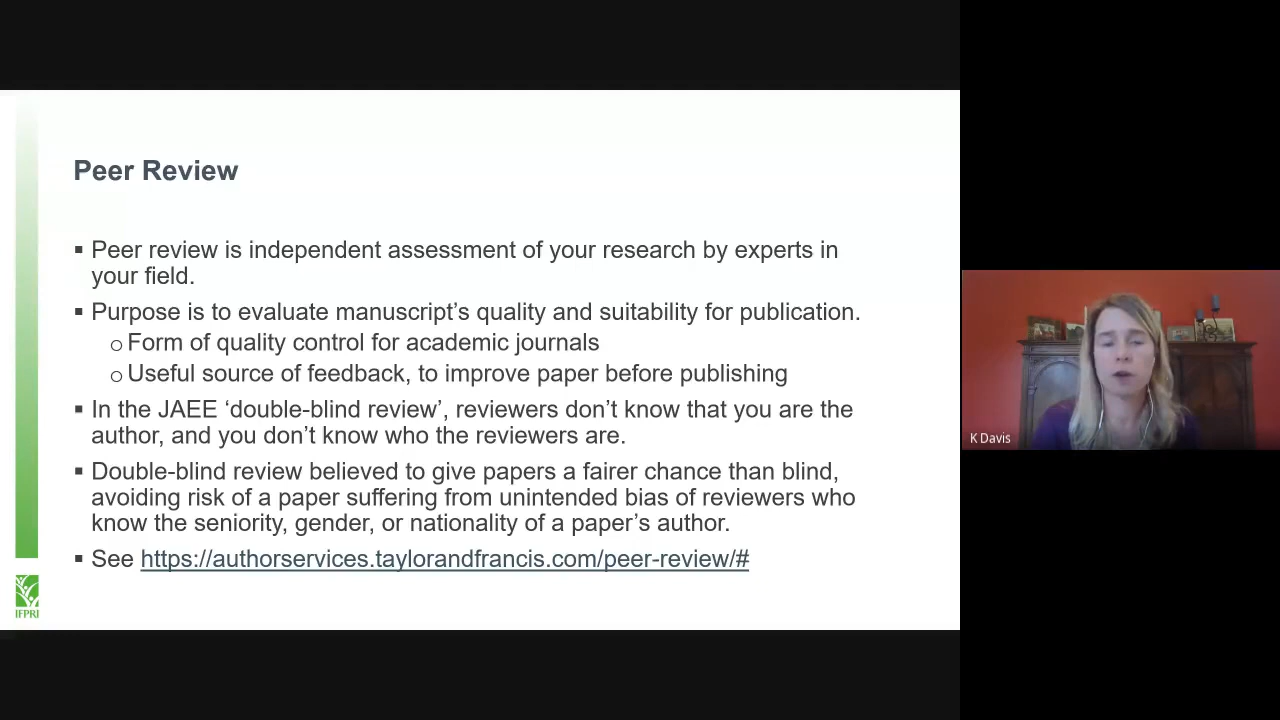 Peer Review
▪ Peer review is independent assessment of your research by experts in
your field.
▪ Purpose is to evaluate manuscript’s quality and suitability for publication.
o Form of quality control for academic journals
o Useful source of feedback, to improve paper before publishing
▪ In the JAEE ‘double-blind review’, reviewers don’t know that you are the
author, and you don’t know who the reviewers are.
▪ Double-blind review believed to give papers a fairer chance than blind,
avoiding risk of a paper suffering from unintended bias of reviewers who
know the seniority, gender, or nationality of a paper’s author.
▪ See https://authorservices.taylorandfrancis.com/peer-review/#
IFPRI
K Davis